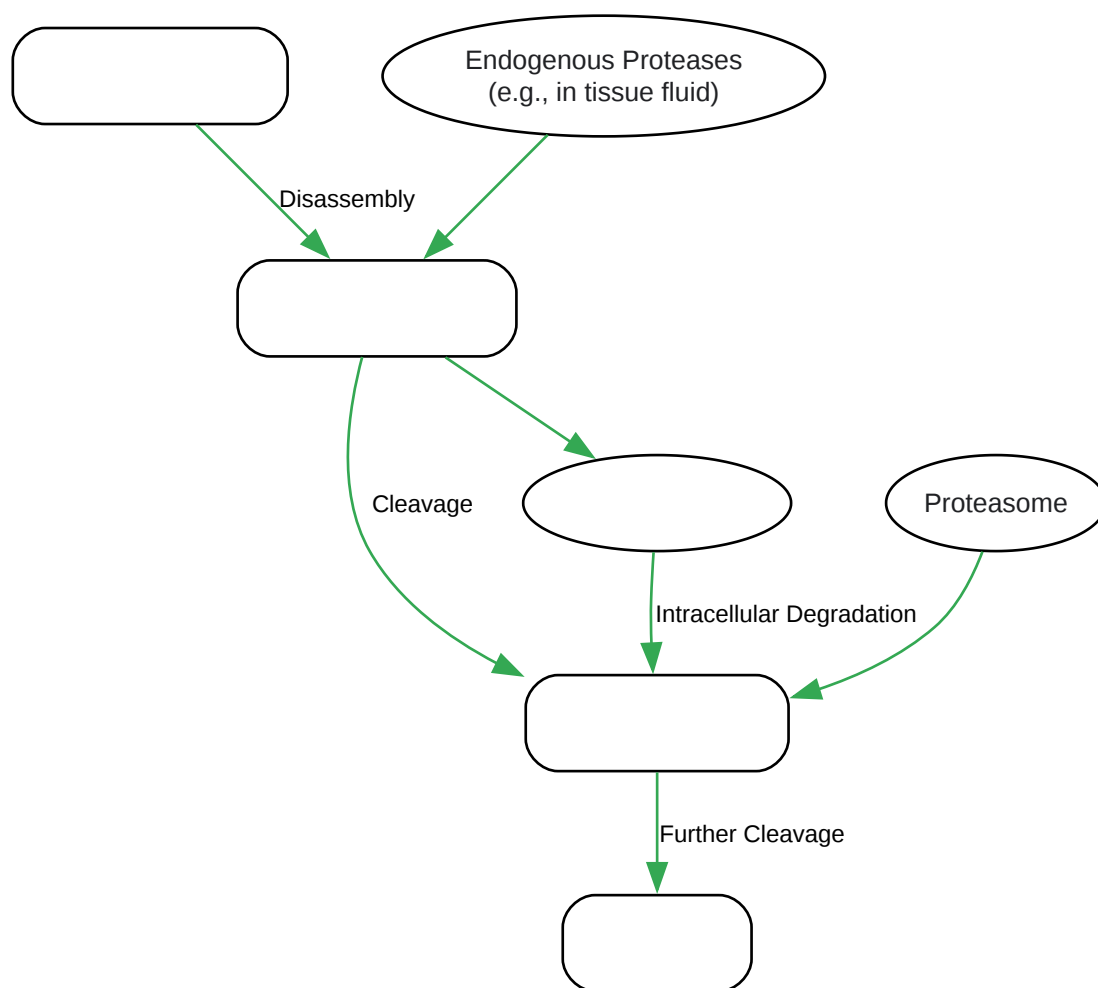 Endogenous Proteases
(e.g., in tissue fluid)
Disassembly
Cleavage
Proteasome
Intracellular Degradation
Further Cleavage